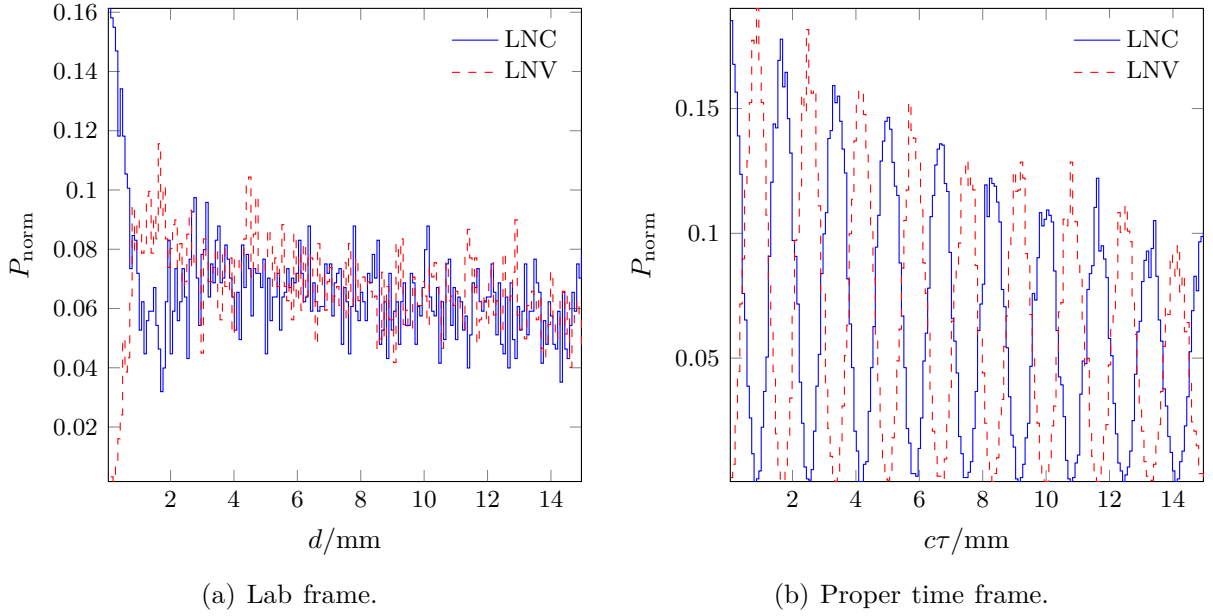 0.16
0.14
0.12
0.1
0.08
0.06
0.04
0.02
P_norm
LNC
LNV
2 4 6 8 10 12 14
d/mm
(a) Lab frame.
0.15
0.1
0.05
P_norm
LNC
LNV
2 4 6 8 10 12 14
cτ/mm
(b) Proper time frame.